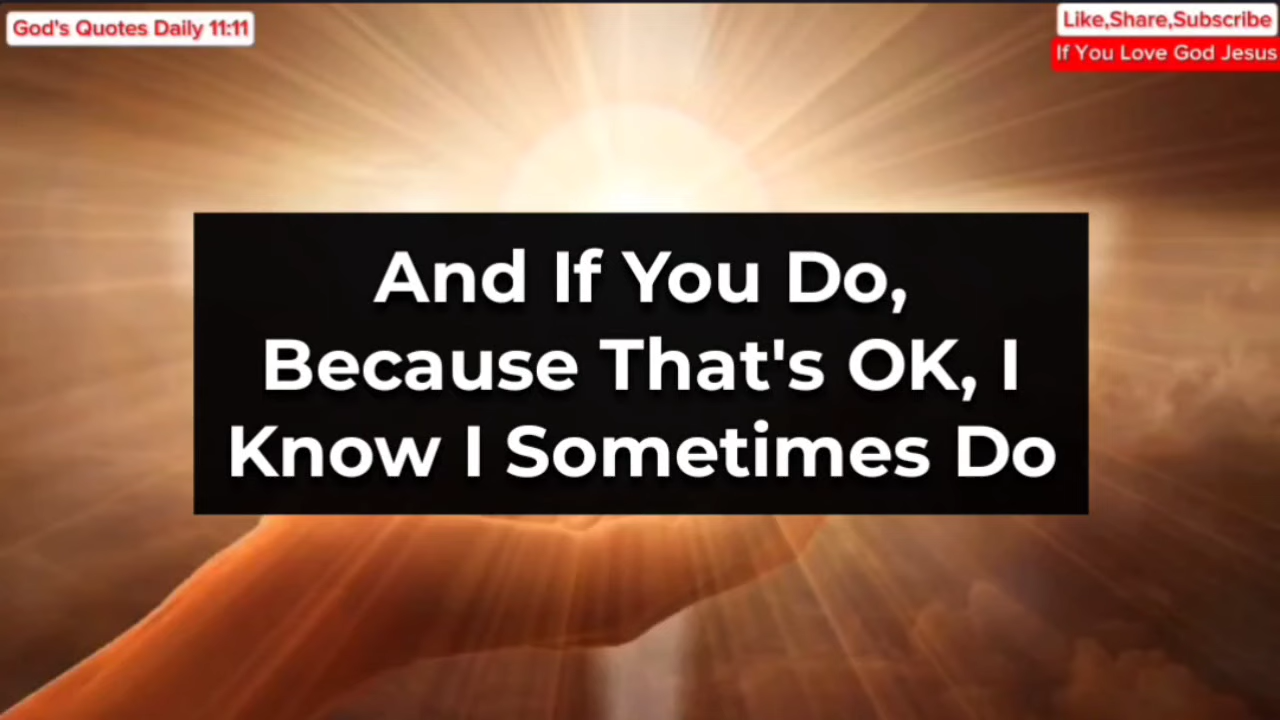 God's Quotes Daily 11:11
Like,Share,Subscribe
If You Love God Jesus
And If You Do,
Because That's OK, I
Know I Sometimes Do